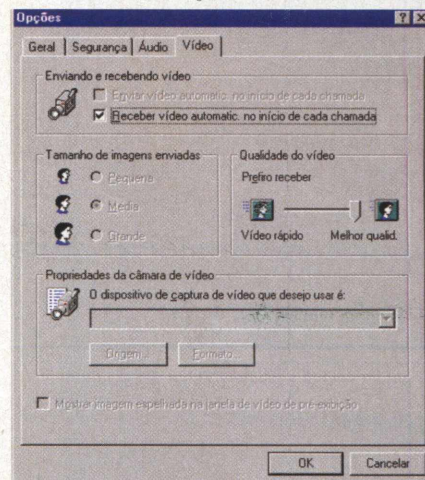 Opções
Geral Segurança Áudio Vídeo
Enviando e recebendo vídeo
Enviar vídeo automatic. no início de cada chamada
Receber vídeo automatic. no início de cada chamada
Tamanho de imagens enviadas
Pequena
Média
Grande
Qualidade do vídeo
Prefiro receber
Vídeo rápido Melhor qualid.
Propriedades da câmara de vídeo
O dispositivo de captura de vídeo que desejo usar é:
Origem... Formato...
Mostrar imagem espelhada na janela de vídeo de pré-exibição
OK Cancelar